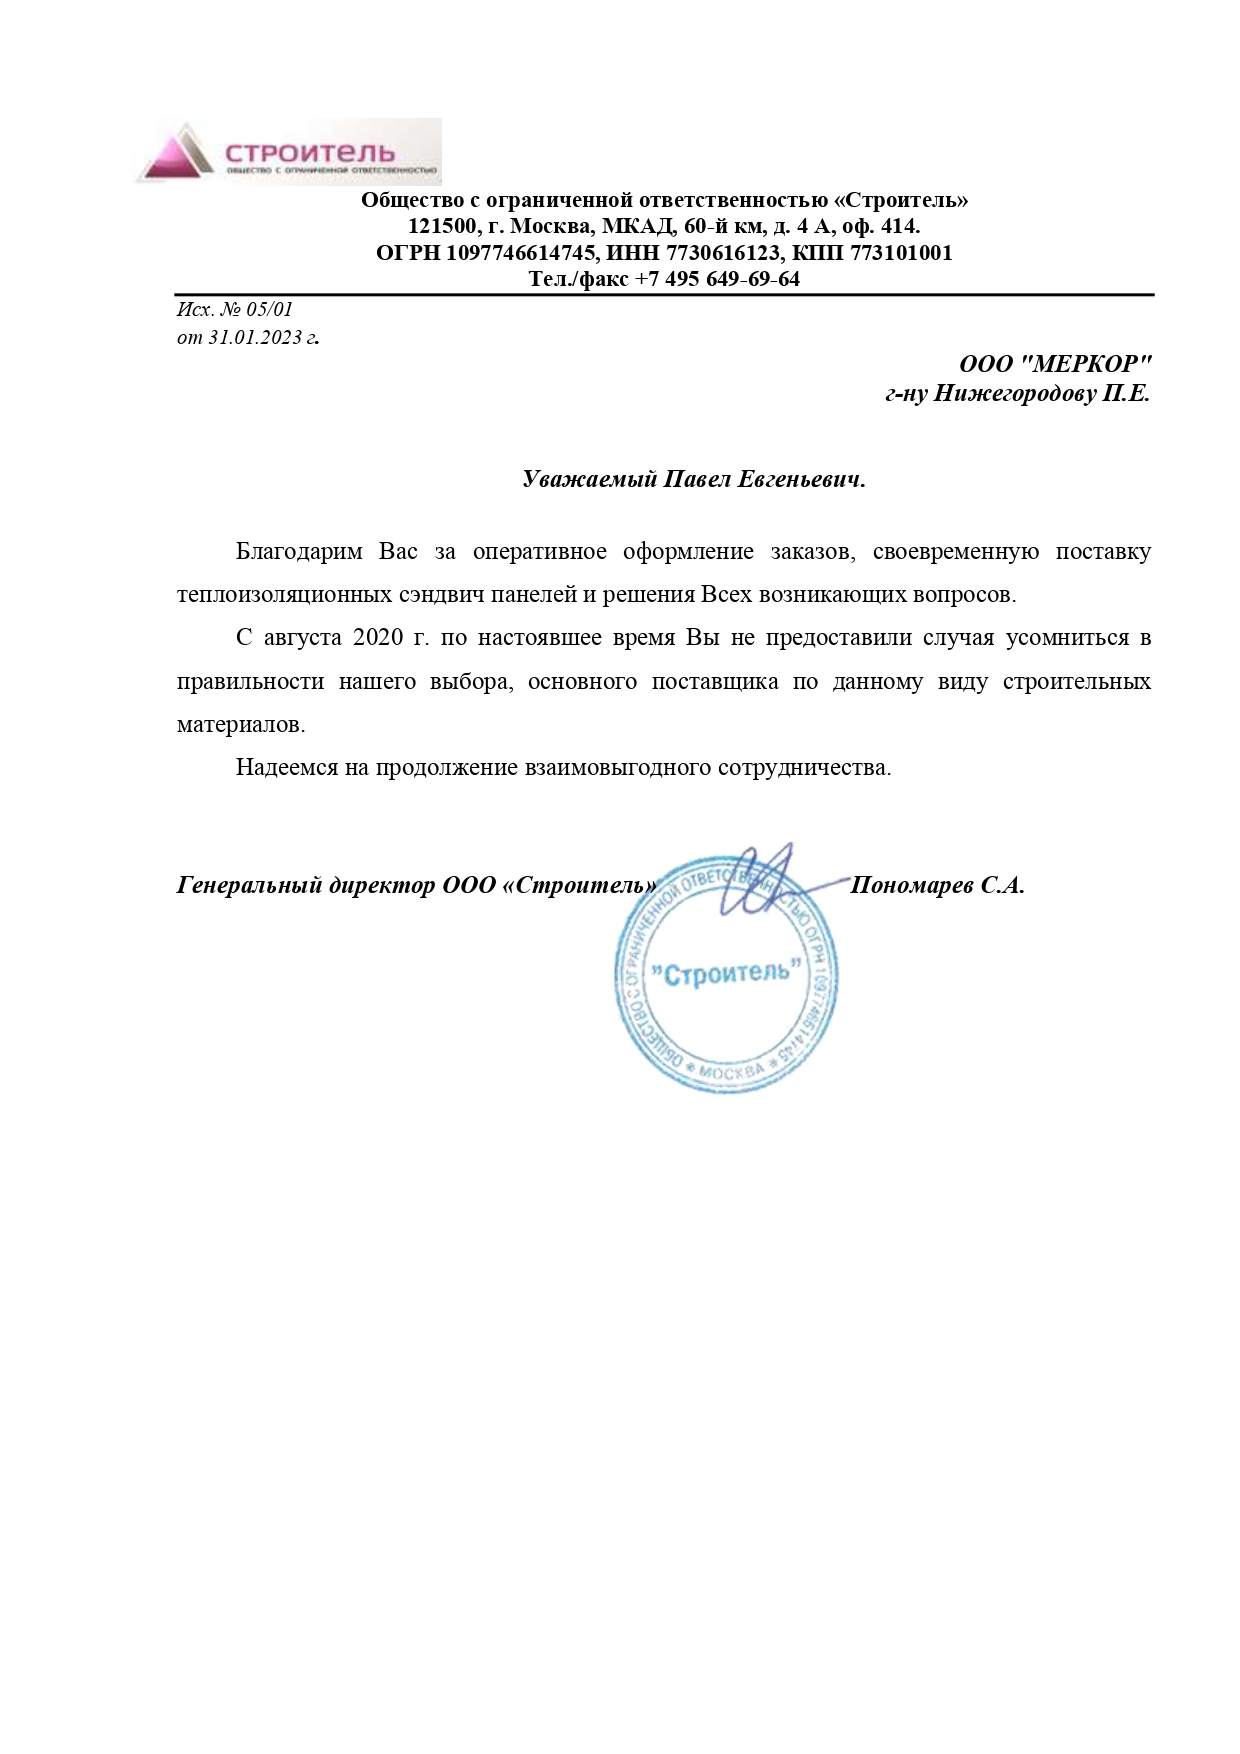 СТРОИТЕЛЬ
ОБЩЕСТВО С ОГРАНИЧЕННОЙ ОТВЕТСТВЕННОСТЬЮ
Общество с ограниченной ответственностью «Строитель»
121500, г. Москва, МКАД, 60-й км, д. 4 А, оф. 414.
ОГРН 1097746614745, ИНН 7730616123, КПП 773101001
Тел./факс +7 495 649-69-64
Исх. № 05/01
от 31.01.2023 г.
ООО "МЕРКОР"
г-ну Нижегородову П.Е.
Уважаемый Павел Евгеньевич.
Благодарим Вас за оперативное оформление заказов, своевременную поставку
теплоизоляционных сэндвич панелей и решения Всех возникающих вопросов.
С августа 2020 г. по настоявшее время Вы не предоставили случая усомниться в
правильности нашего выбора, основного поставщика по данному виду строительных
материалов.
Надеемся на продолжение взаимовыгодного сотрудничества.
Генеральный директор ООО «Строитель» Пономарев С.А.
ОБЩЕСТВО С ОГРАНИЧЕННОЙ ОТВЕТСТВЕННОСТЬЮ ОГРН 1097746614745
"Строитель"
* МОСКВА *